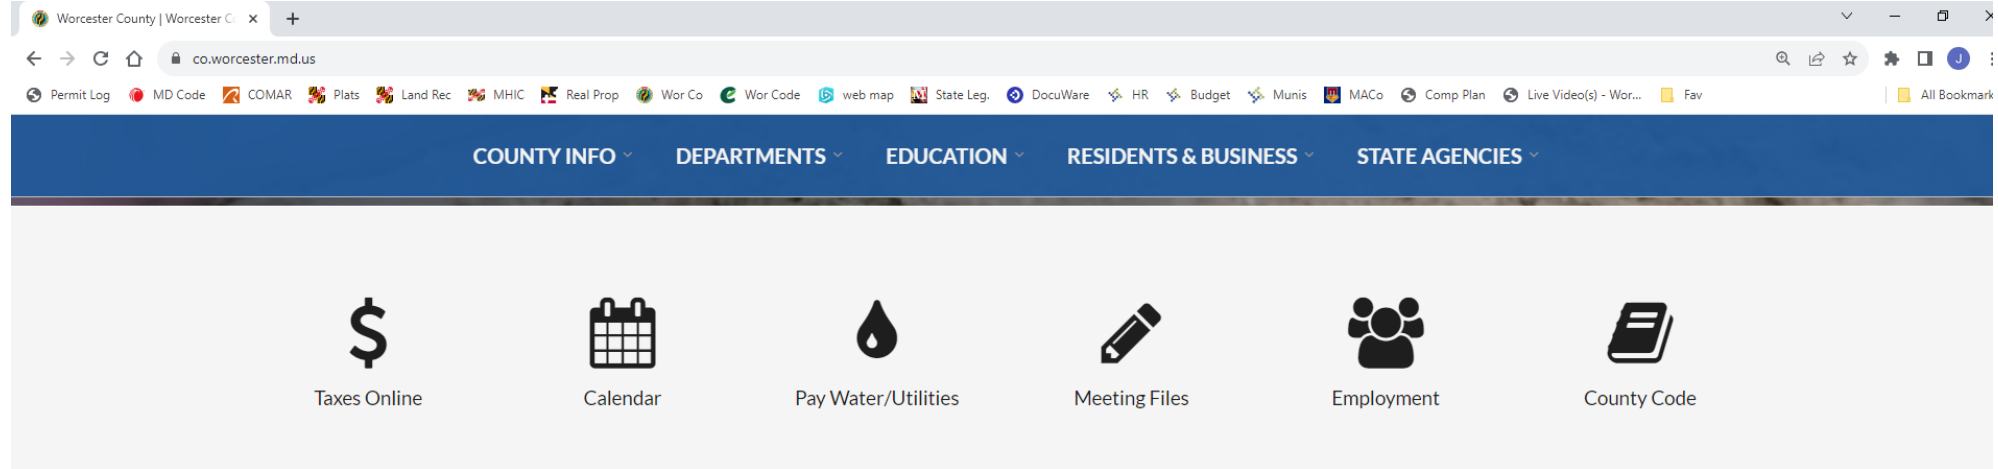 Worcester County | Worcester C
co.worcester.md.us
Permit Log MD Code COMAR Plats Land Rec MHIC Real Prop Wor Co Wor Code web map State Leg. DocuWare HR Budget Munis MACo Comp Plan Live Video(s) - Wor... Fav All Bookmark
COUNTY INFO DEPARTMENTS EDUCATION RESIDENTS & BUSINESS STATE AGENCIES
Taxes Online Calendar Pay Water/Utilities Meeting Files Employment County Code